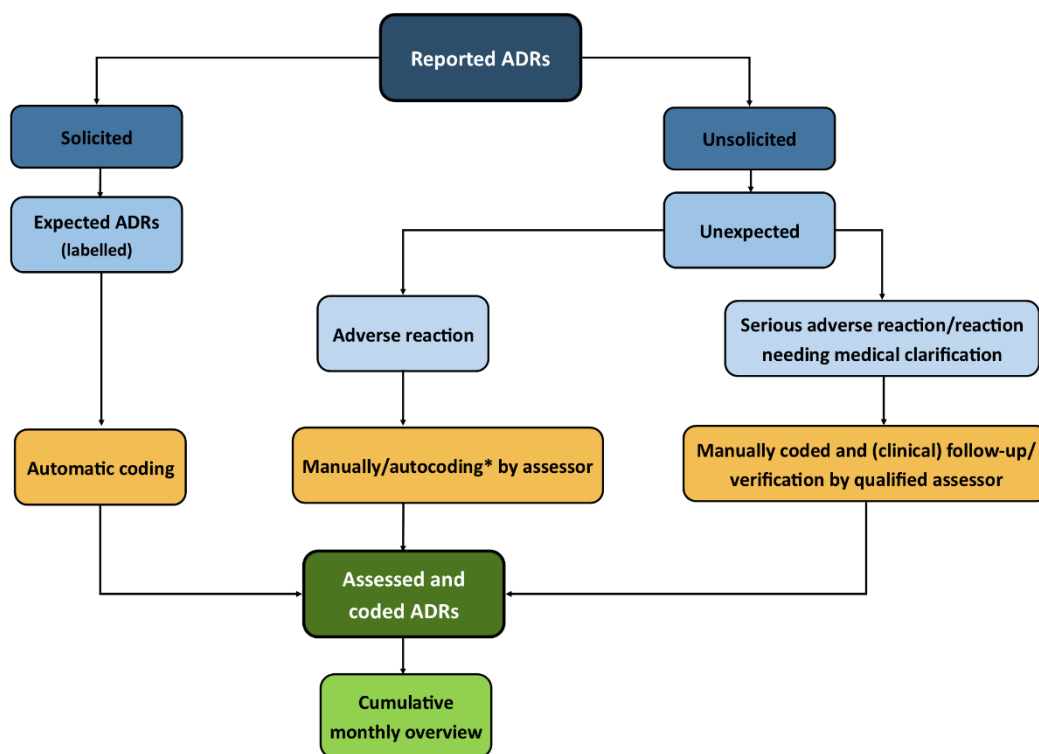 Reported ADRs
Solicited
Unsolicited
Expected ADRs
(labelled)
Unexpected
Adverse reaction
Serious adverse reaction/reaction
needing medical clarification
Automatic coding
Manually/autocoding* by assessor
Manually coded and (clinical) follow-up/
verification by qualified assessor
Assessed and
coded ADRs
Cumulative
monthly overview